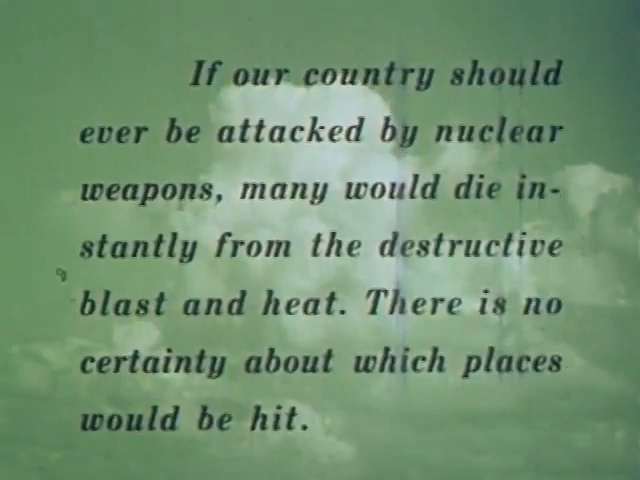 If our country should
ever be attacked by nuclear
weapons, many would die in-
stantly from the destructive
blast and heat. There is no
certainty about which places
would be hit.